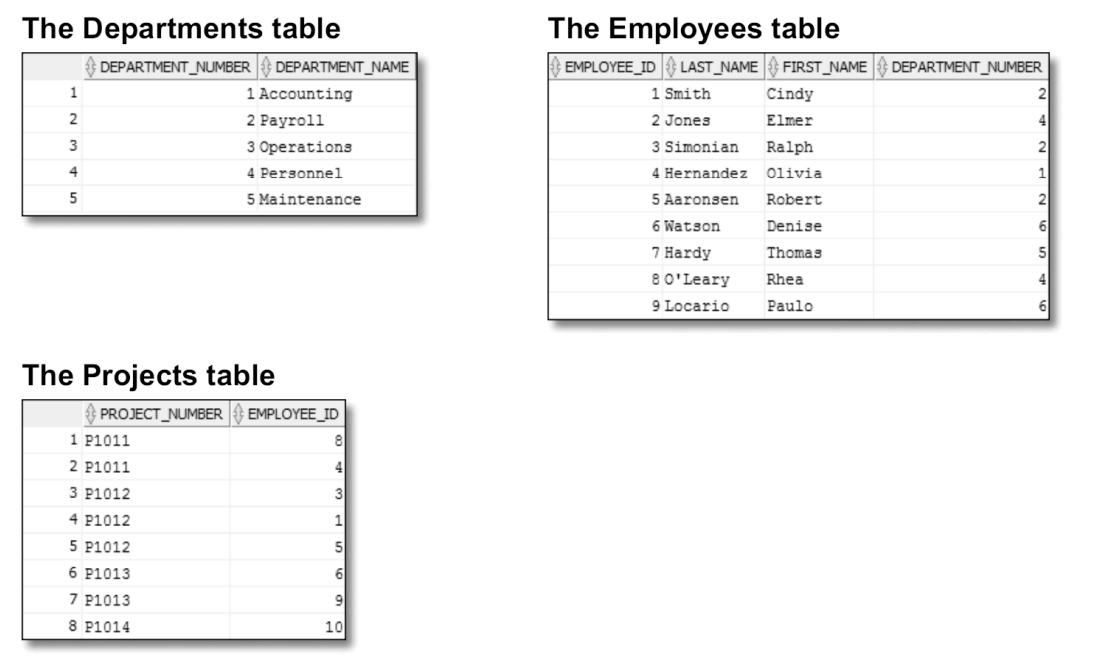 The Departments table
DEPARTMENT_NUMBER DEPARTMENT_NAME
1 1 Accounting
2 2 Payroll
3 3 Operations
4 4 Personnel
5 5 Maintenance
The Employees table
EMPLOYEE_ID LAST_NAME FIRST_NAME DEPARTMENT_NUMBER
1 Smith Cindy 2
2 Jones Elmer 4
3 Simonian Ralph 2
4 Hernandez Olivia 1
5 Aaronsen Robert 2
6 Watson Denise 6
7 Hardy Thomas 5
8 O'Leary Rhea 4
9 Locario Paulo 6
The Projects table
PROJECT_NUMBER EMPLOYEE_ID
1 P1011 8
2 P1011 4
3 P1012 3
4 P1012 1
5 P1012 5
6 P1013 6
7 P1013 9
8 P1014 10